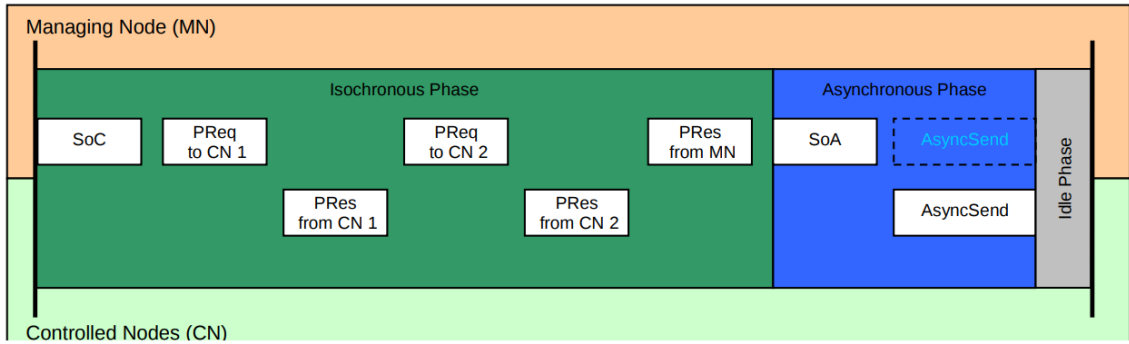 Managing Node (MN)
Isochronous Phase
Asynchronous Phase
SoC
PReq
to CN 1
PReq
to CN 2
PRes
from MN
SoA
AsyncSend
PRes
from CN 1
PRes
from CN 2
AsyncSend
Idle Phase
Controlled Nodes (CN)